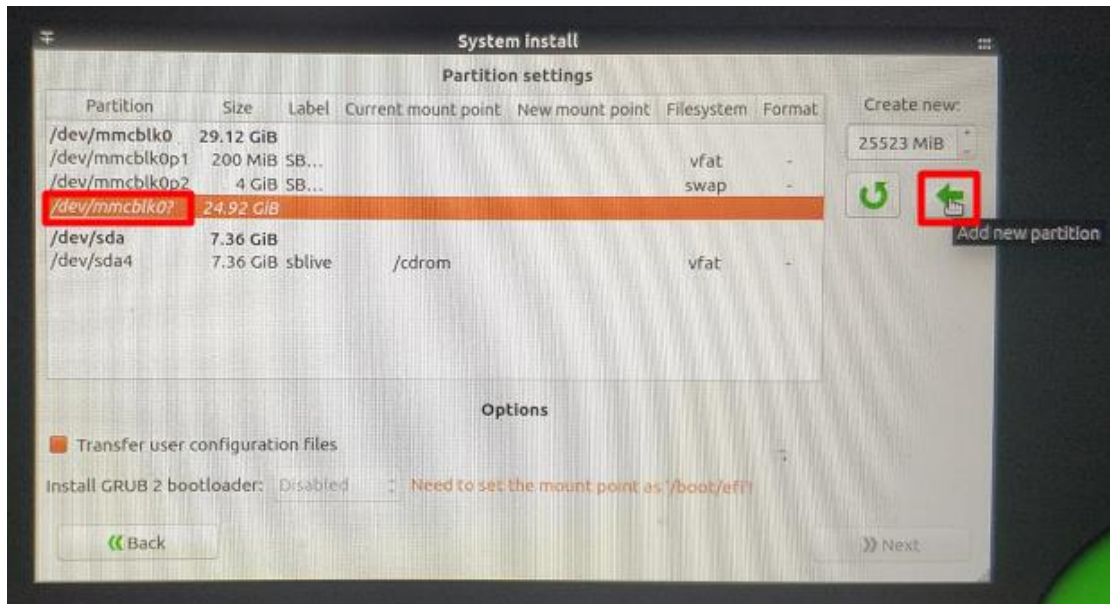 System install
Partition settings
Partition Size Label Current mount point New mount point Filesystem Format
Create new:
/dev/mmcblk0 29.12 GiB
25523 MiB
/dev/mmcblk0p1 200 MiB SB... vfat -
/dev/mmcblk0p2 4 GiB SB... swap -
/dev/mmcblk0? 24.92 GiB
Add new partition
/dev/sda 7.36 GiB
/dev/sda4 7.36 GiB sblive /cdrom vfat -
Options
Transfer user configuration files
Install GRUB 2 bootloader: Disabled Need to set the mount point as '/boot/efi'!
Back
Next